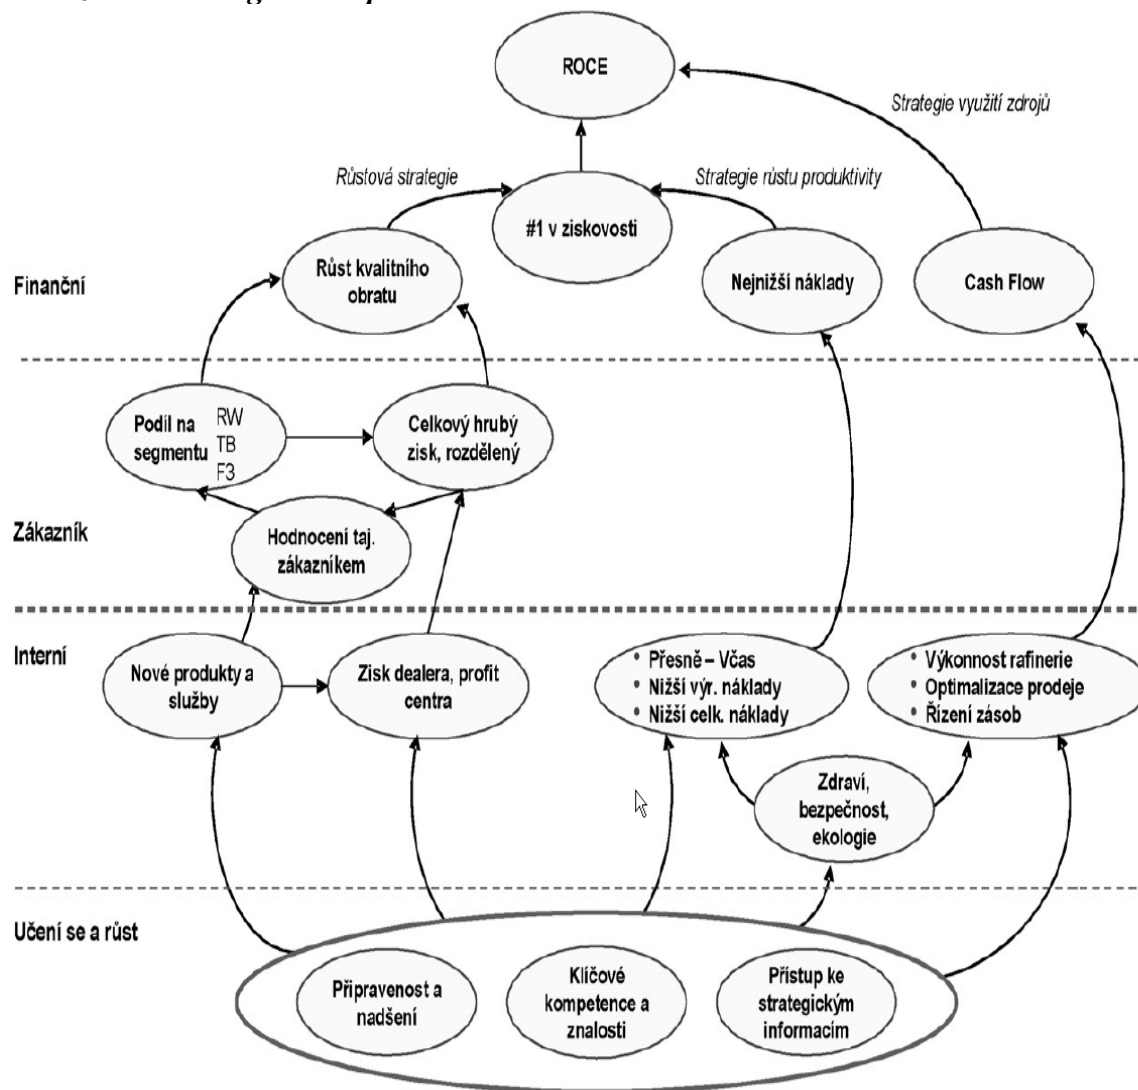 ROCE
Strategie využití zdrojů
Růstová strategie
Strategie růstu produktivity
#1 v ziskovosti
Finanční
Růst kvalitního
obratu
Nejnižší náklady
Cash Flow
Podíl na
segmentu
RW
TB
F3
Celkový hrubý
zisk, rozdělený
Zákazník
Hodnocení taj.
zákazníkem
Interní
Nové produkty a
služby
Zisk dealera, profit
centra
• Přesně – Včas
• Nižší výr. náklady
• Nižší celk. náklady
• Výkonnost rafinerie
• Optimalizace prodeje
• Řízení zásob
Zdraví,
bezpečnost,
ekologie
Učení se a růst
Připravenost a
nadšení
Klíčové
kompetence a
znalosti
Přístup ke
strategickým
informacím